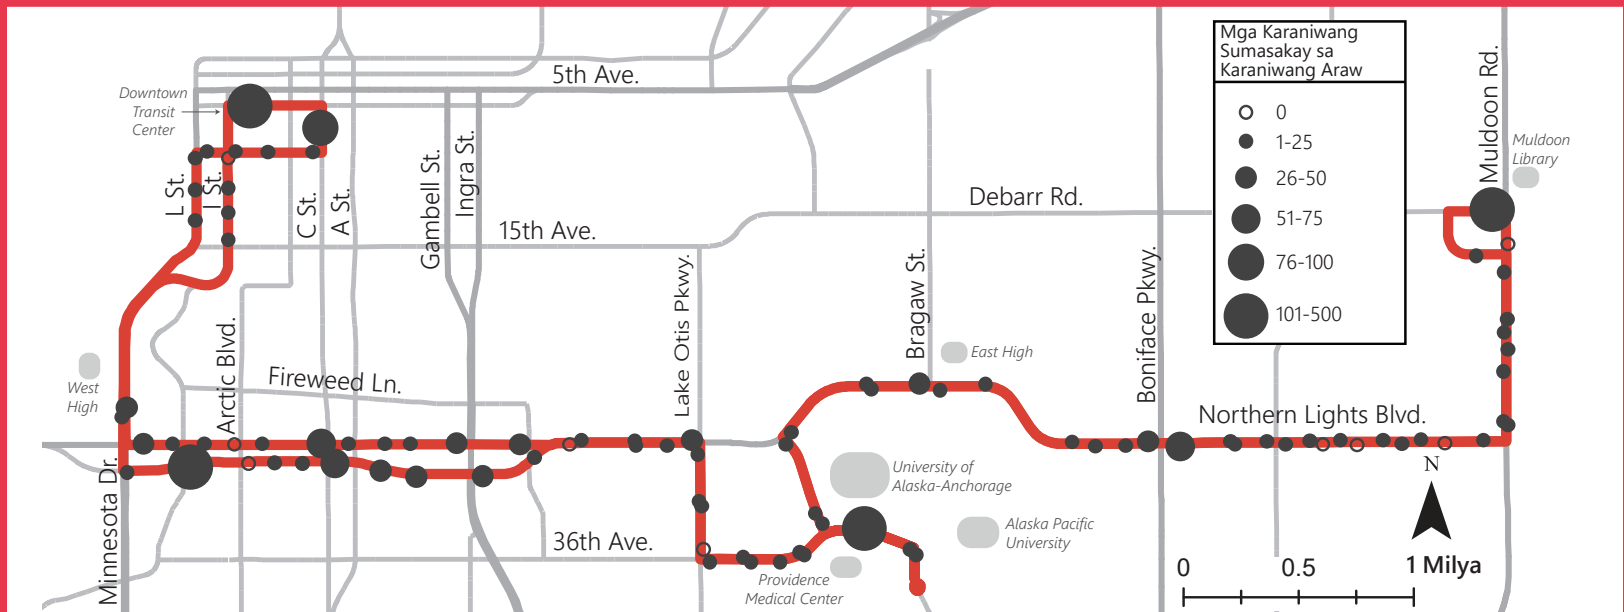 Mga Karaniwang
Sumasakay sa
Karaniwang Araw
0
1-25
26-50
51-75
76-100
101-500
5th Ave.
Downtown
Transit
Center
L St.
I St.
C St.
A St.
Gambell St.
Ingra St.
15th Ave.
Debarr Rd.
Muldoon Rd.
Muldoon
Library
Lake Otis Pkwy.
Bragaw St.
Boniface Pkwy.
East High
West
High
Arctic Blvd.
Fireweed Ln.
Northern Lights Blvd.
Minnesota Dr.
University of
Alaska-Anchorage
Alaska Pacific
University
36th Ave.
Providence
Medical Center
N
0
0.5
1 Milya